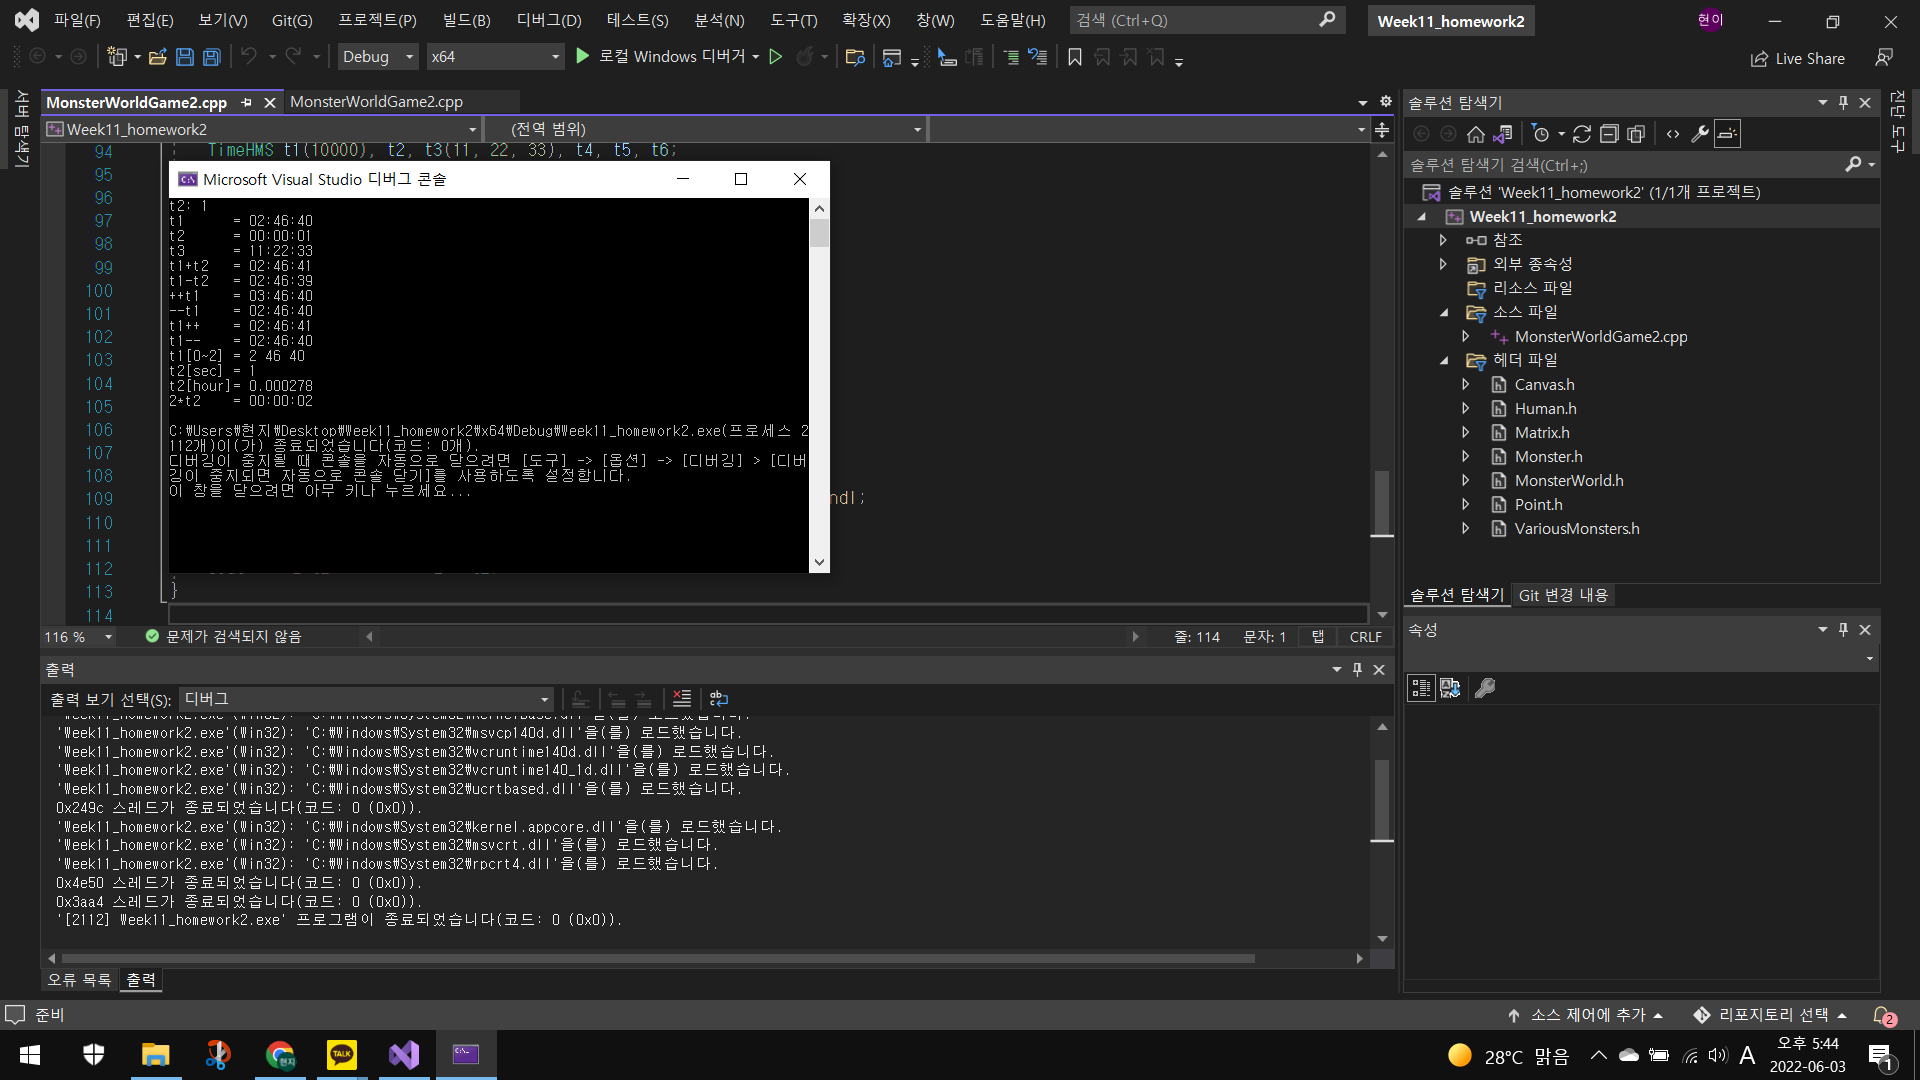 파일(F) 편집(E) 보기(V) Git(G) 프로젝트(P) 빌드(B) 디버그(D) 테스트(S) 분석(N) 도구(T) 확장(X) 창(W) 도움말(H) 검색 (Ctrl+Q) Week11_homework2 현이
Debug x64 로컬 Windows 디버거 Live Share
서버 탐색기
MonsterWorldGame2.cpp MonsterWorldGame2.cpp
Week11_homework2 (전역 범위)
94 TimeHMS t1(10000), t2, t3(11, 22, 33), t4, t5, t6;
95
96
97
98
99
100
101
102
103
104
105
106
107
108
109 ndl;
110
111
112
113 }
114
Microsoft Visual Studio 디버그 콘솔
t2: 1
t1 = 02:46:40
t2 = 00:00:01
t3 = 11:22:33
t1+t2 = 02:46:41
t1-t2 = 02:46:39
++t1 = 03:46:40
--t1 = 02:46:40
t1++ = 02:46:41
t1-- = 02:46:40
t1[0~2] = 2 46 40
t2[sec] = 1
t2[hour]= 0.000278
2*t2 = 00:00:02
C:₩Users₩현지₩Desktop₩Week11_homework2₩x64₩Debug₩Week11_homework2.exe(프로세스 2
112개)이(가) 종료되었습니다(코드: 0개).
디버깅이 중지될 때 콘솔을 자동으로 닫으려면 [도구] -> [옵션] -> [디버깅] > [디버
깅이 중지되면 자동으로 콘솔 닫기]를 사용하도록 설정합니다.
이 창을 닫으려면 아무 키나 누르세요...
116 % 문제가 검색되지 않음 줄: 114 문자: 1 탭 CRLF
출력
출력 보기 선택(S): 디버그
'Week11_homework2.exe'(Win32): 'C:₩Windows₩System32₩KernelBase.dll'을(를) 로드했습니다.
'Week11_homework2.exe'(Win32): 'C:₩Windows₩System32₩msvcp140d.dll'을(를) 로드했습니다.
'Week11_homework2.exe'(Win32): 'C:₩Windows₩System32₩vcruntime140d.dll'을(를) 로드했습니다.
'Week11_homework2.exe'(Win32): 'C:₩Windows₩System32₩vcruntime140_1d.dll'을(를) 로드했습니다.
'Week11_homework2.exe'(Win32): 'C:₩Windows₩System32₩ucrtbased.dll'을(를) 로드했습니다.
0x249c 스레드가 종료되었습니다(코드: 0 (0x0)).
'Week11_homework2.exe'(Win32): 'C:₩Windows₩System32₩kernel.appcore.dll'을(를) 로드했습니다.
'Week11_homework2.exe'(Win32): 'C:₩Windows₩System32₩msvcrt.dll'을(를) 로드했습니다.
'Week11_homework2.exe'(Win32): 'C:₩Windows₩System32₩rpcrt4.dll'을(를) 로드했습니다.
0x4e50 스레드가 종료되었습니다(코드: 0 (0x0)).
0x3aa4 스레드가 종료되었습니다(코드: 0 (0x0)).
'[2112] Week11_homework2.exe' 프로그램이 종료되었습니다(코드: 0 (0x0)).
오류 목록 출력
솔루션 탐색기
솔루션 탐색기 검색(Ctrl+;)
솔루션 'Week11_homework2' (1/1개 프로젝트)
Week11_homework2
참조
외부 종속성
리소스 파일
소스 파일
MonsterWorldGame2.cpp
헤더 파일
Canvas.h
Human.h
Matrix.h
Monster.h
MonsterWorld.h
Point.h
VariousMonsters.h
솔루션 탐색기 Git 변경 내용
속성
진단 도구
준비 소스 제어에 추가 리포지토리 선택 2
TALK 현지 28°C 맑음 A 오후 5:44
2022-06-03 1